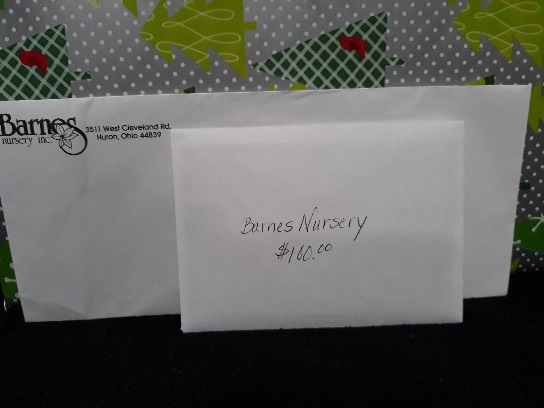 Barnes
nursery inc.
3511 West Cleveland Rd.
Huron, Ohio 44839
Barnes Nursery
$100.00